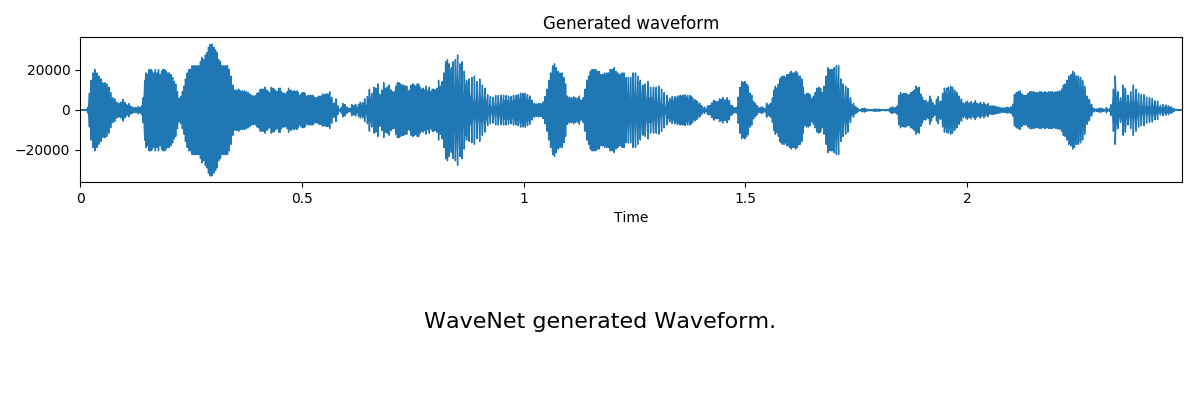 Generated waveform
20000
0
−20000
0 0.5 1 1.5 2
Time
WaveNet generated Waveform.